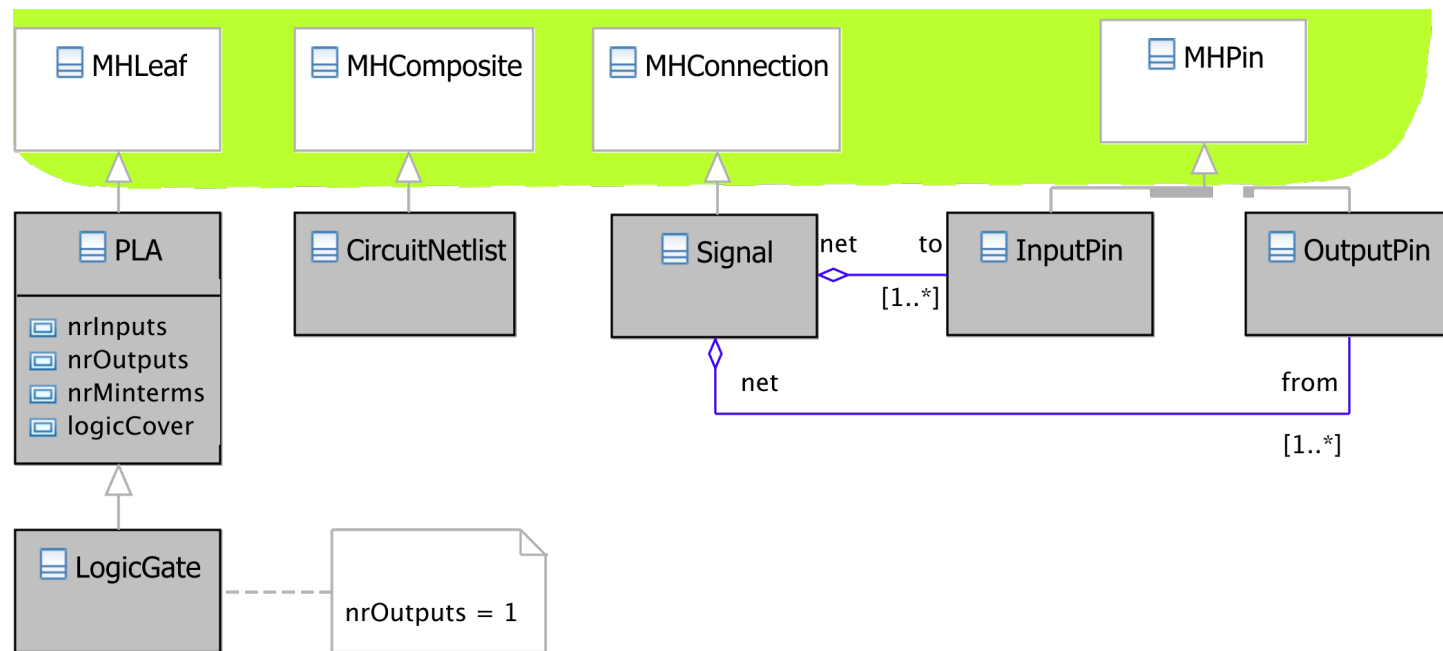 MHLeaf
MHComposite
MHConnection
MHPin
PLA
nrInputs
nrOutputs
nrMinterms
logicCover
CircuitNetlist
Signal
net
to
[1..*]
InputPin
OutputPin
net
from
[1..*]
LogicGate
nrOutputs = 1